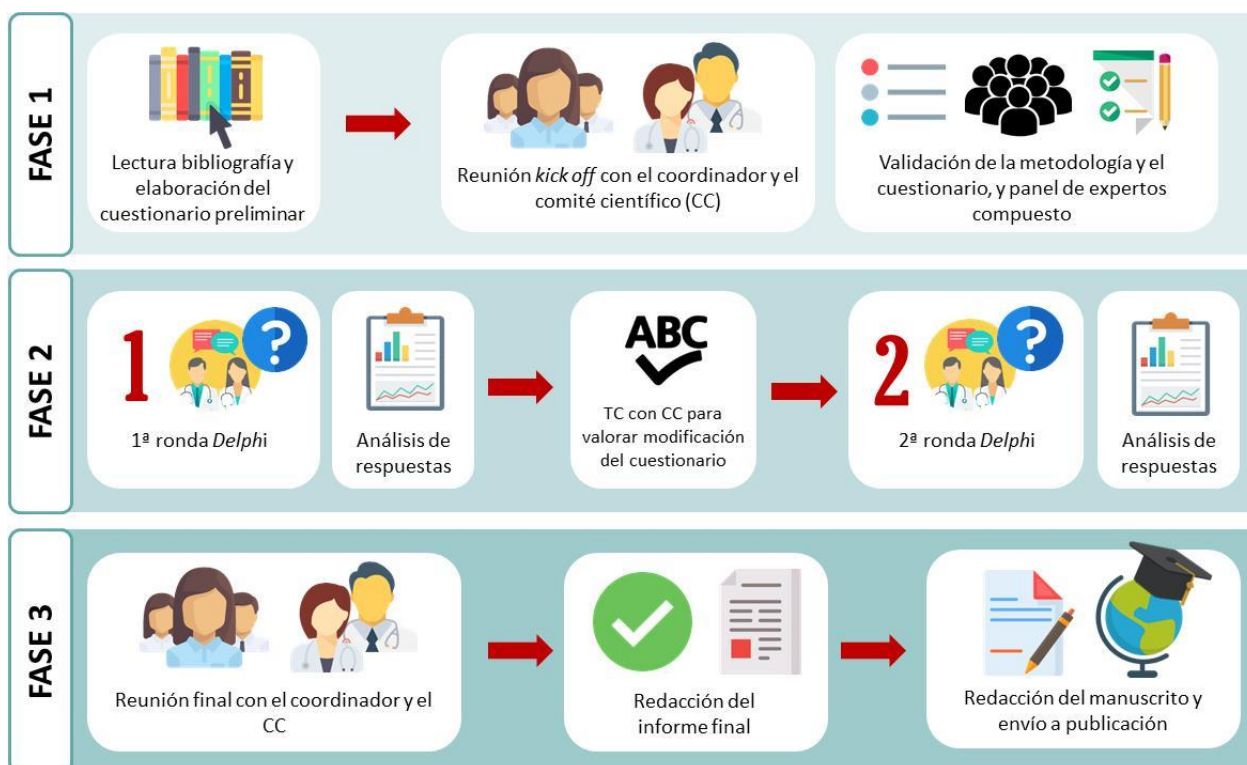 FASE 1
Lectura bibliografía y
elaboración del
cuestionario preliminar
Reunión kick off con el coordinador y el
comité científico (CC)
Validación de la metodología y el
cuestionario, y panel de expertos
compuesto
FASE 2
1
1ª ronda Delphi
Análisis de
respuestas
ABC
TC con CC para
valorar modificación
del cuestionario
2
2ª ronda Delphi
Análisis de
respuestas
FASE 3
Reunión final con el coordinador y el
CC
Redacción del
informe final
Redacción del manuscrito y
envío a publicación